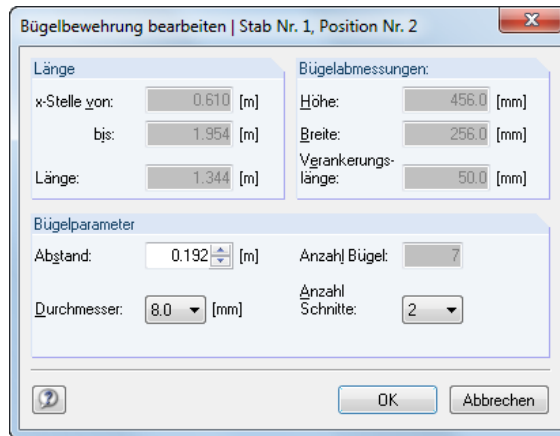 Bügelbewehrung bearbeiten | Stab Nr. 1, Position Nr. 2
Länge
x-Stelle von: 0.610 [m]
bis: 1.954 [m]
Länge: 1.344 [m]
Bügelabmessungen:
Höhe: 456.0 [mm]
Breite: 256.0 [mm]
Verankerungs-
länge: 50.0 [mm]
Bügelparameter
Abstand: 0.192 [m]
Anzahl Bügel: 7
Durchmesser: 8.0 [mm]
Anzahl
Schnitte: 2
OK
Abbrechen